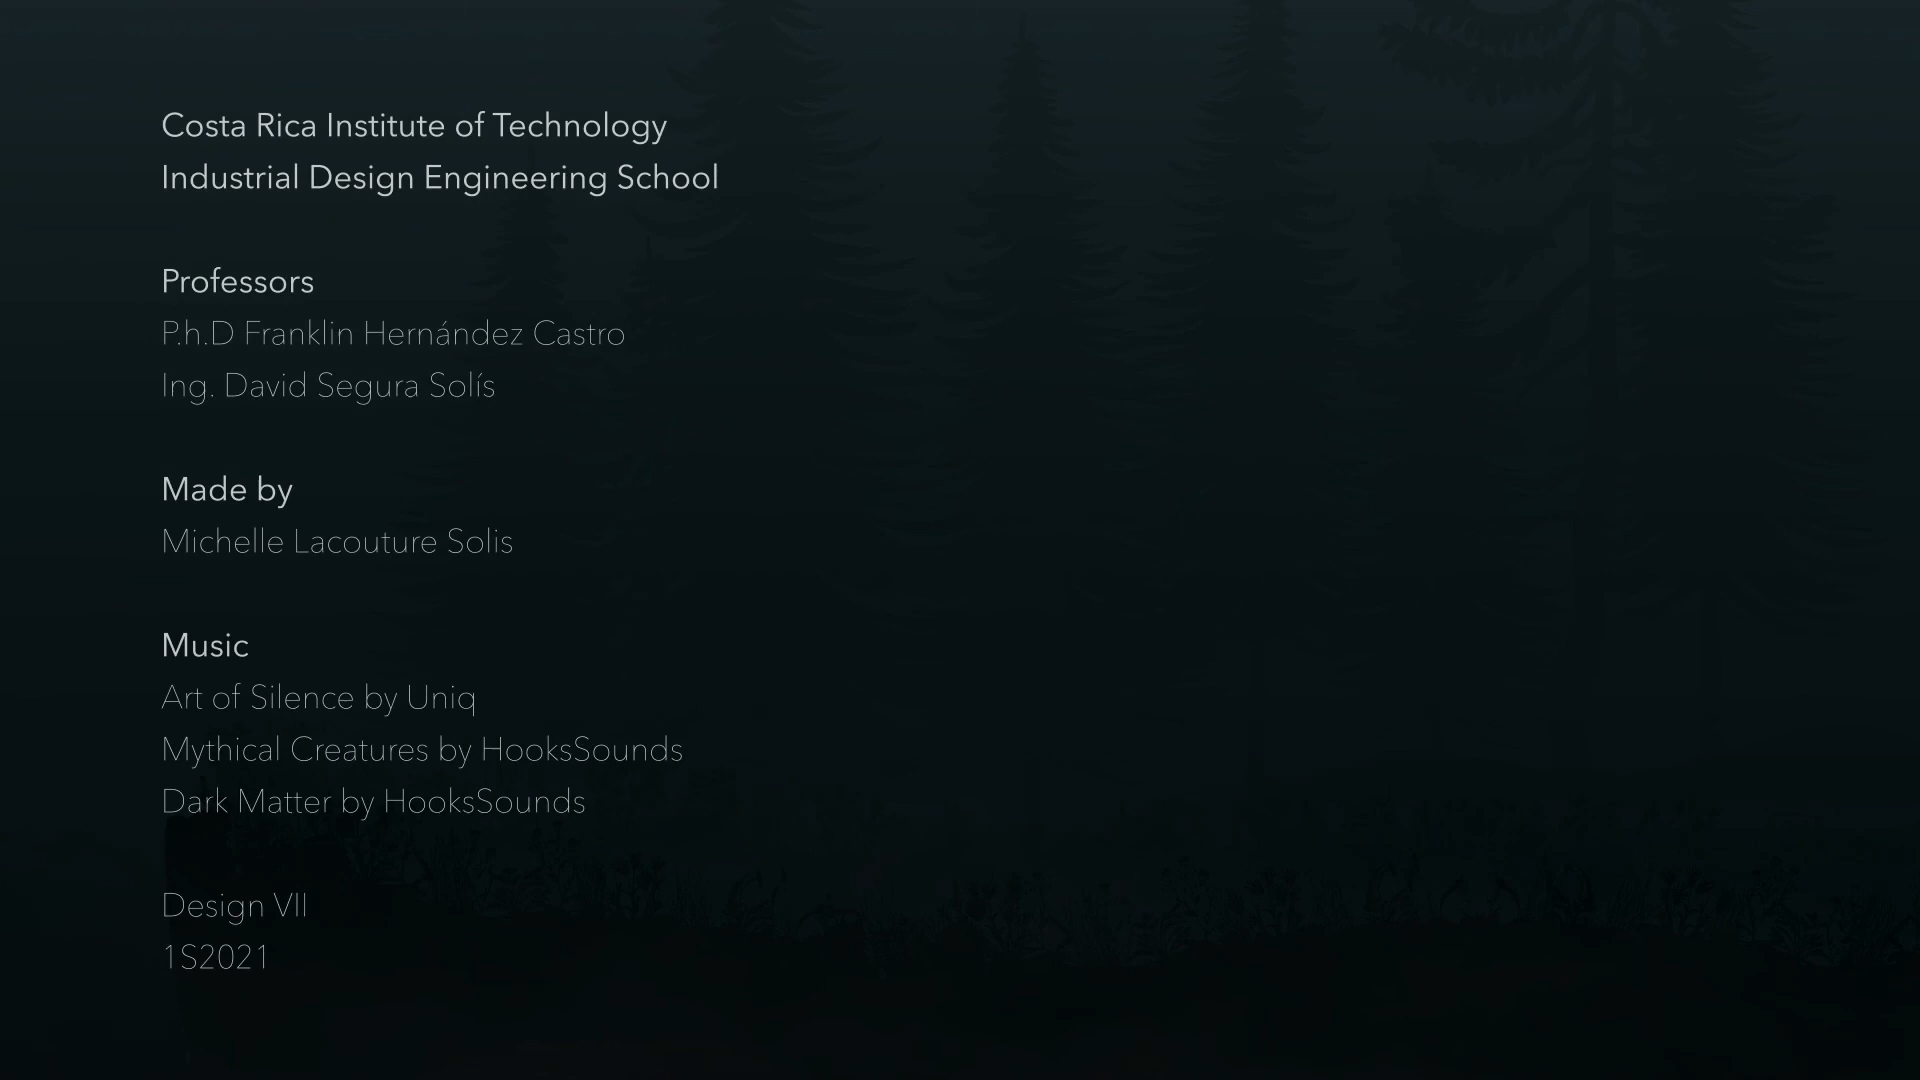 Costa Rica Institute of Technology
Industrial Design Engineering School
Professors
P.h.D Franklin Hernández Castro
Ing. David Segura Solís
Made by
Michelle Lacouture Solis
Music
Art of Silence by Uniq
Mythical Creatures by HooksSounds
Dark Matter by HooksSounds
Design VII
1S2021